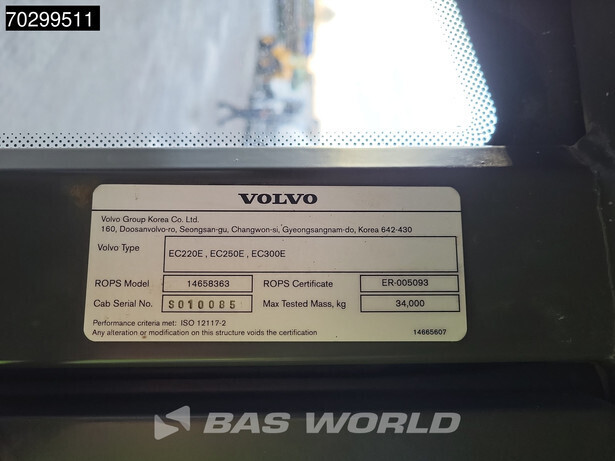 70299511
VOLVO
Volvo Group Korea Co. Ltd.
160, Doosanvolvo-ro, Seongsan-gu, Changwon-si, Gyeongsangnam-do, Korea 642-430
Volvo Type EC220E , EC250E , EC300E
ROPS Model 14658363 ROPS Certificate ER-005093
Cab Serial No. S010085 Max Tested Mass, kg 34,000
Performance criteria met: ISO 12117-2
Any alteration or modification on this structure voids the certification 14665607
BAS WORLD